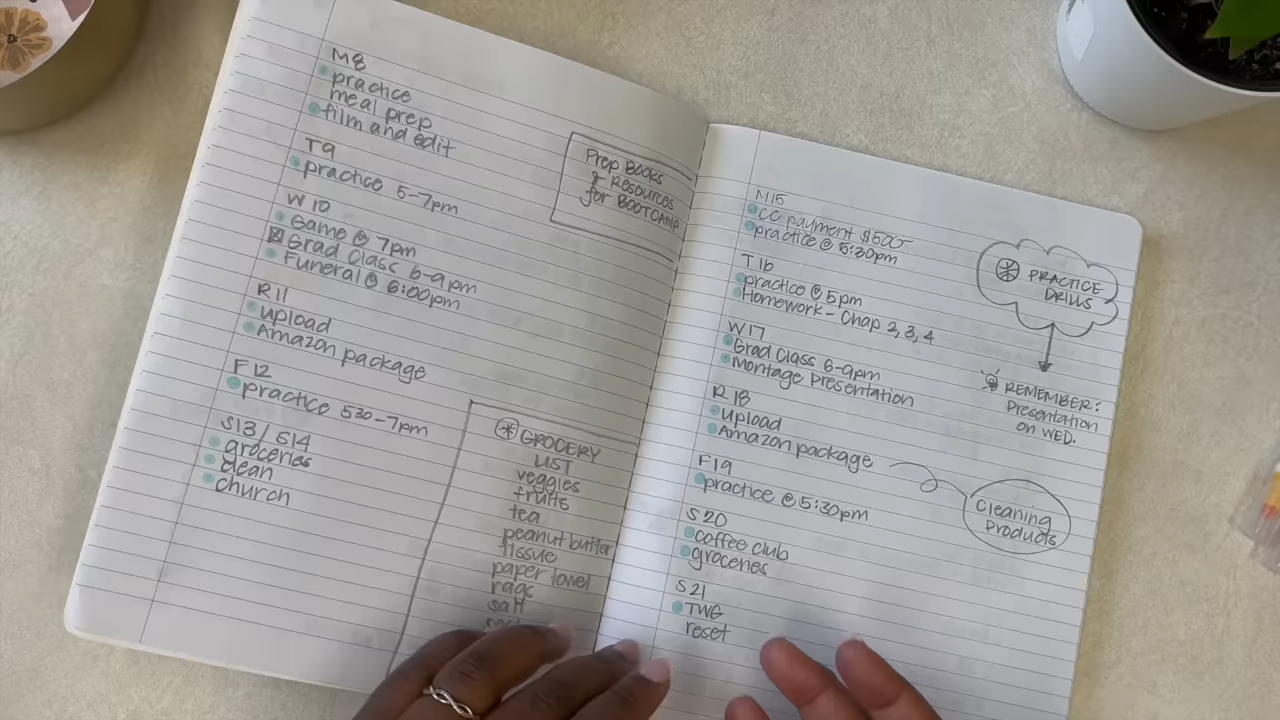 M8
practice
meal prep
film and edit
T9
practice 5-7pm
W10
Game @ 7pm
Grad Class 6-9pm
Funeral @ 6:00pm
R11
upload
Amazon package
F12
practice 530-7pm
S13/S14
groceries
clean
church
Prep Books
& Resources
for BOOTCAMP
GROCERY
LIST
veggies
fruits
tea
peanut butter
tissue
paper towel
rags
salt
M15
CC payment $500
practice @ 5:30pm
T16
practice @ 5pm
Homework - Chap 2, 3, 4
W17
Grad Class 6-9pm
Montage Presentation
R18
upload
Amazon package
F19
practice @ 5:30pm
S20
coffee club
groceries
S21
TWG
reset
PRACTICE
DRILLS
REMEMBER:
Presentation
on WED.
Cleaning
Products